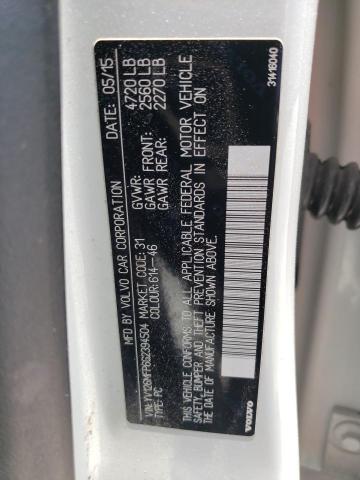 MFD BY VOLVO CAR CORPORATION DATE: 05/15
GVWR: 4720 LB
GAWR FRONT: 2560 LB
GAWR REAR: 2270 LB
MARKET CODE: 31
COLOUR: 614-46
TYPE: PC
THIS VEHICLE CONFORMS TO ALL APPLICABLE FEDERAL MOTOR VEHICLE
SAFETY, BUMPER AND THEFT PREVENTION STANDARDS IN EFFECT ON
THE DATE OF MANUFACTURE SHOWN ABOVE.
VOLVO
31418040